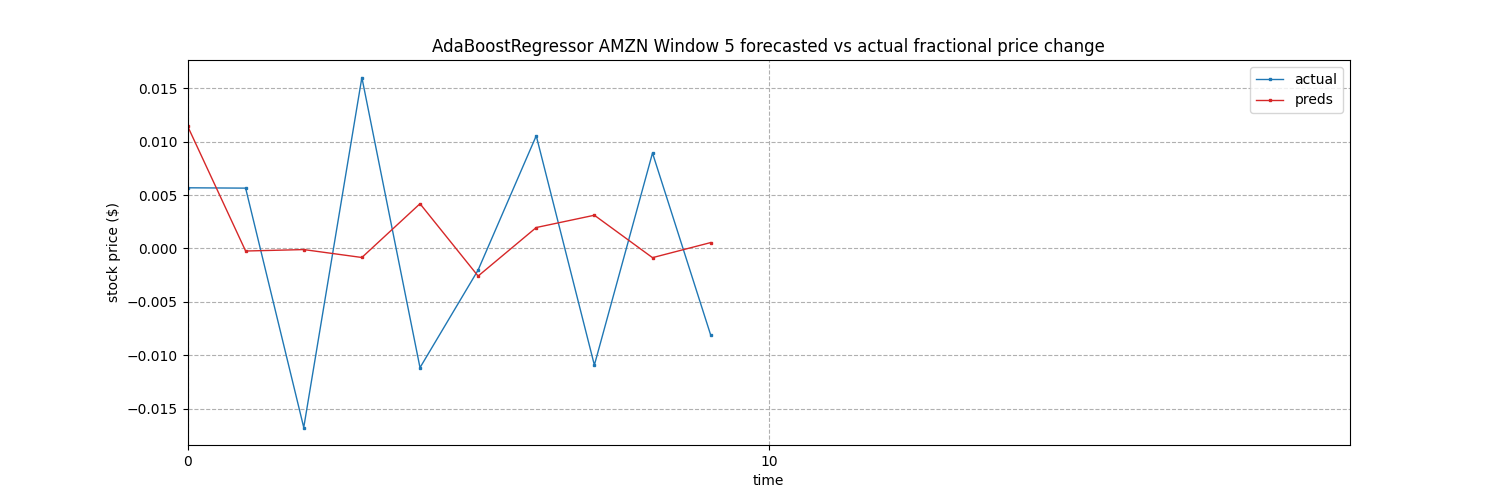 AdaBoostRegressor AMZN Window 5 forecasted vs actual fractional price change
actual
preds
stock price ($)
0.015
0.010
0.005
0.000
−0.005
−0.010
−0.015
0
10
time